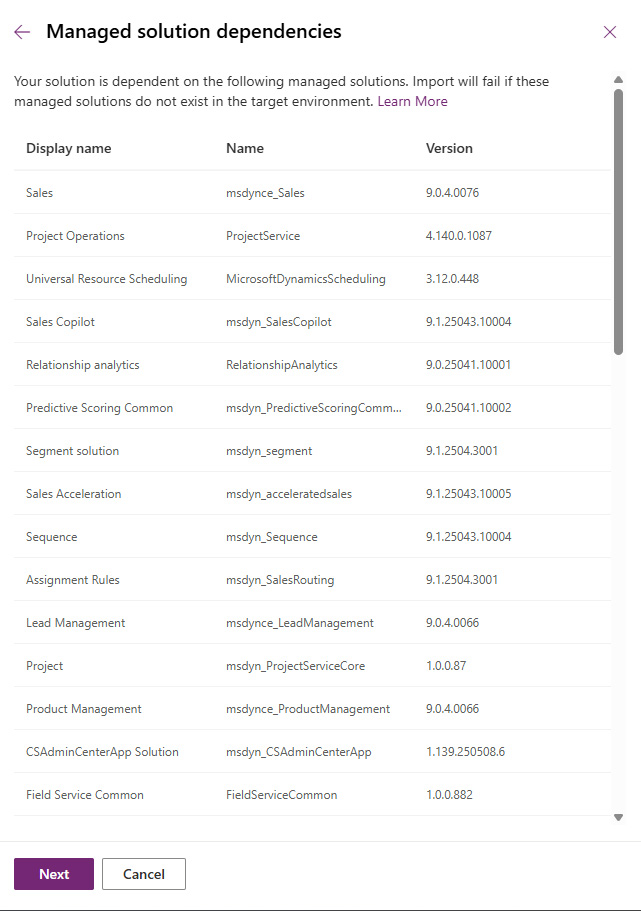 Managed solution dependencies
Your solution is dependent on the following managed solutions. Import will fail if these
managed solutions do not exist in the target environment. Learn More
Display name Name Version
Sales msdynce_Sales 9.0.4.0076
Project Operations ProjectService 4.140.0.1087
Universal Resource Scheduling MicrosoftDynamicsScheduling 3.12.0.448
Sales Copilot msdyn_SalesCopilot 9.1.25043.10004
Relationship analytics RelationshipAnalytics 9.0.25041.10001
Predictive Scoring Common msdyn_PredictiveScoringComm... 9.0.25041.10002
Segment solution msdyn_segment 9.1.2504.3001
Sales Acceleration msdyn_acceleratedsales 9.1.25043.10005
Sequence msdyn_Sequence 9.1.25043.10004
Assignment Rules msdyn_SalesRouting 9.1.2504.3001
Lead Management msdynce_LeadManagement 9.0.4.0066
Project msdyn_ProjectServiceCore 1.0.0.87
Product Management msdynce_ProductManagement 9.0.4.0066
CSAdminCenterApp Solution msdyn_CSAdminCenterApp 1.139.250508.6
Field Service Common FieldServiceCommon 1.0.0.882
Next Cancel